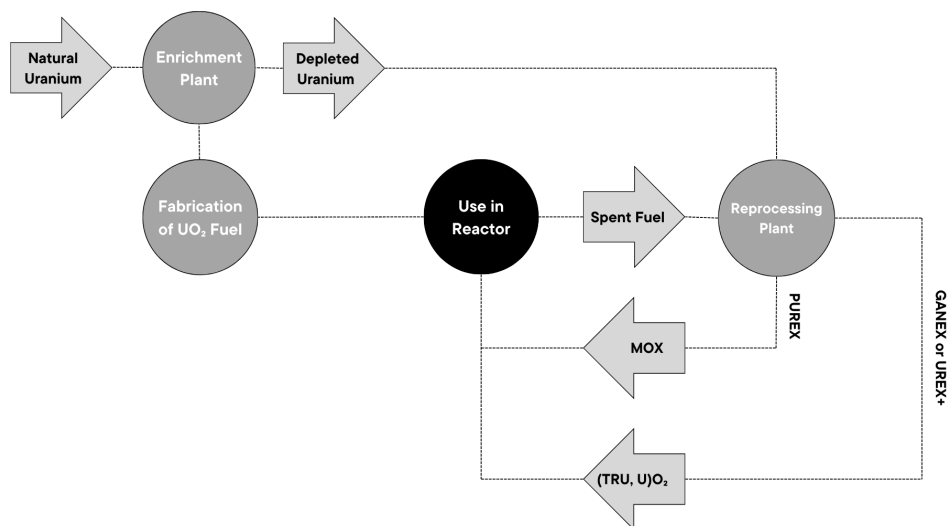 Natural
Uranium
Enrichment
Plant
Depleted
Uranium
Fabrication
of UO₂ Fuel
Use in
Reactor
Spent Fuel
Reprocessing
Plant
PUREX
GANEX or UREX+
MOX
(TRU, U)O₂